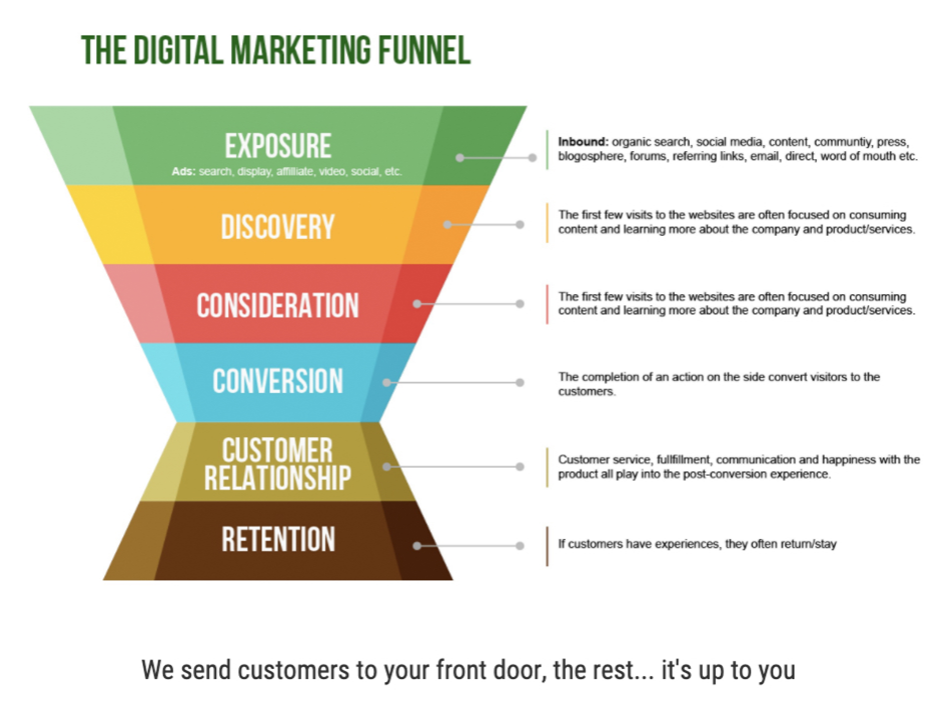 THE DIGITAL MARKETING FUNNEL
EXPOSURE
Ads: search, display, affiliate, video, social, etc.
Inbound: organic search, social media, content, communtiy, press,
blogosphere, forums, referring links, email, direct, word of mouth etc.
DISCOVERY
The first few visits to the websites are often focused on consuming
content and learning more about the company and product/services.
CONSIDERATION
The first few visits to the websites are often focused on consuming
content and learning more about the company and product/services.
CONVERSION
The completion of an action on the side convert visitors to the
customers.
CUSTOMER
RELATIONSHIP
Customer service, fullfillment, communication and happiness with the
product all play into the post-conversion experience.
RETENTION
If customers have experiences, they often return/stay
We send customers to your front door, the rest... it's up to you